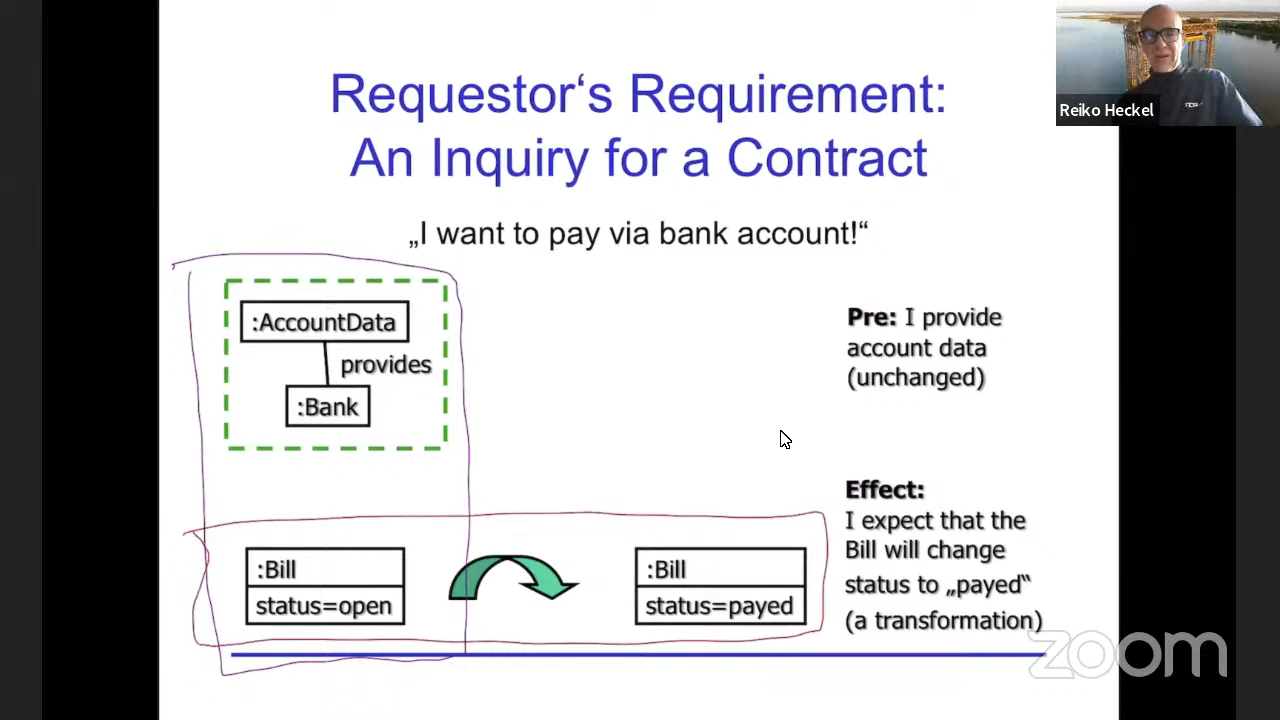 Requestor‘s Requirement:
An Inquiry for a Contract
„I want to pay via bank account!“
:AccountData
provides
:Bank
Pre: I provide
account data
(unchanged)
:Bill
status=open
:Bill
status=payed
Effect:
I expect that the
Bill will change
status to „payed“
(a transformation)
Reiko Heckel
zoom